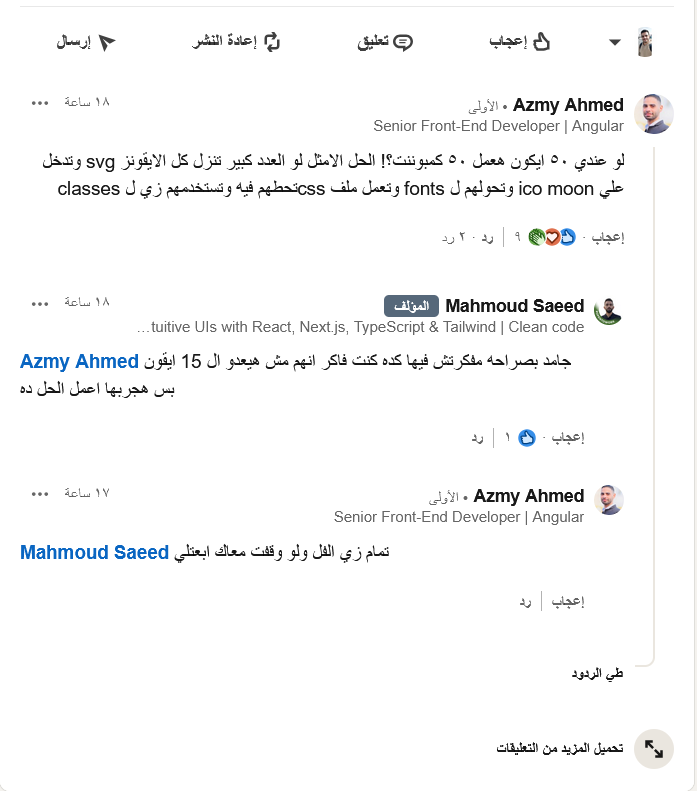 إعجاب تعليق إعادة النشر إرسال
Azmy Ahmed • الأولى ١٨ ساعة
Senior Front-End Developer | Angular
لو عندي ٥٠ ايكون هعمل ٥٠ كمبوننت؟! الحل الامثل لو العدد كبير تنزل كل الايقونز svg وتدخل
علي ico moon وتحولهم ل fonts وتعمل ملف cssتحطهم فيه وتستخدمهم زي ل classes
إعجاب · ٩ | رد · ٢ رد
Mahmoud Saeed المؤلف ١٨ ساعة
...tuitive UIs with React, Next.js, TypeScript & Tailwind | Clean code
Azmy Ahmed جامد بصراحه مفكرتش فيها كده كنت فاكر انهم مش هيعدو ال 15 ايقون
بس هجربها اعمل الحل ده
إعجاب · ١ | رد
Azmy Ahmed • الأولى ١٧ ساعة
Senior Front-End Developer | Angular
Mahmoud Saeed تمام زي الفل ولو وقفت معاك ابعتلي
إعجاب | رد
طي الردود
تحميل المزيد من التعليقات